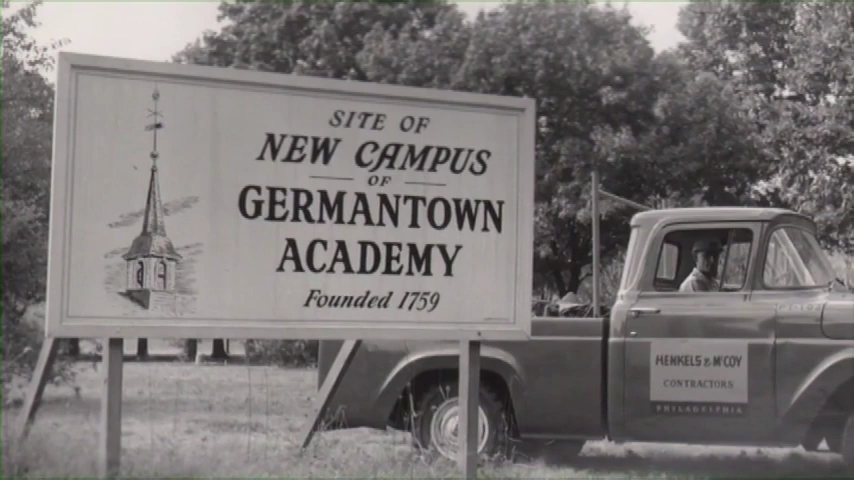 SITE OF
NEW CAMPUS
OF
GERMANTOWN
ACADEMY
Founded 1759
HENKELS & McCOY
CONTRACTORS
PHILADELPHIA